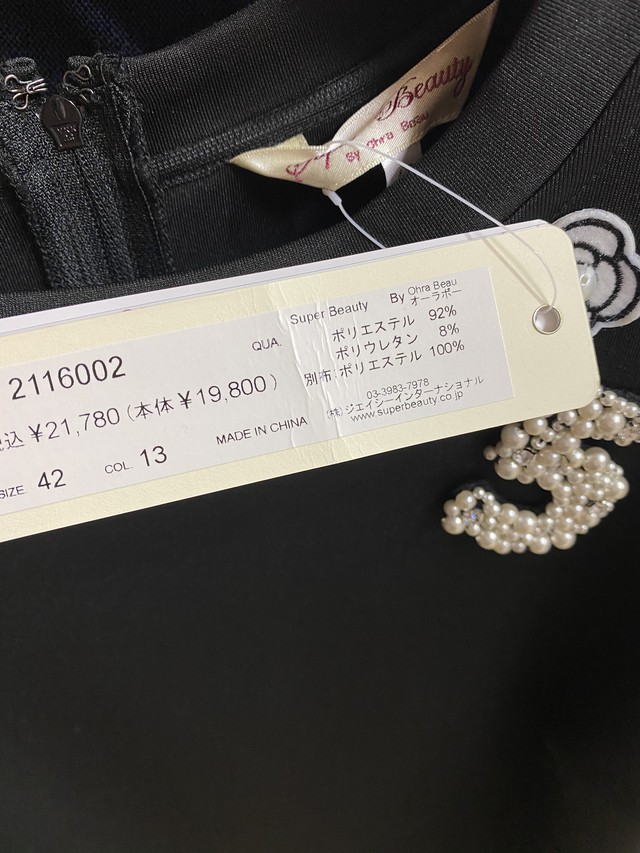 Beauty
By Ohra Beau
Super Beauty By Ohra Beau
オーラボー
QUA. ポリエステル 92%
ポリウレタン 8%
別布:ポリエステル 100%
2116002
税込 ¥21,780(本体¥19,800)
SIZE 42 COL. 13 MADE IN CHINA
03-3983-7978
(株)ジェイシーインターナショナル
www.superbeauty.co.jp
5